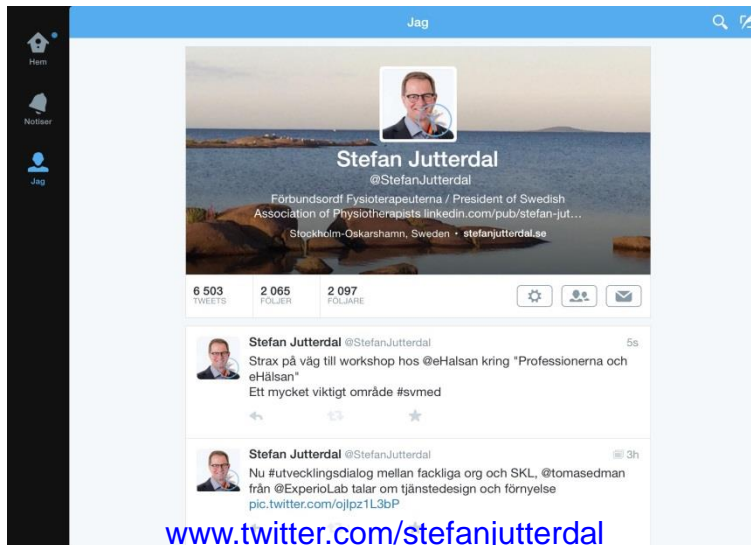 Jag
Hem
Notiser
Jag
Stefan Jutterdal
@StefanJutterdal
Förbundsordf Fysioterapeuterna / President of Swedish
Association of Physiotherapists linkedin.com/pub/stefan-jut…
Stockholm-Oskarshamn, Sweden • stefanjutterdal.se
6 503 2 065 2 097
TWEETS FÖLJER FÖLJARE
Stefan Jutterdal @StefanJutterdal 5s
Strax på väg till workshop hos @eHalsan kring "Professionerna och
eHälsan"
Ett mycket viktigt område #svmed
Stefan Jutterdal @StefanJutterdal 3h
Nu #utvecklingsdialog mellan fackliga org och SKL, @tomasedman
från @ExperioLab talar om tjänstedesign och förnyelse
pic.twitter.com/ojIpz1L3bP
www.twitter.com/stefanjutterdal